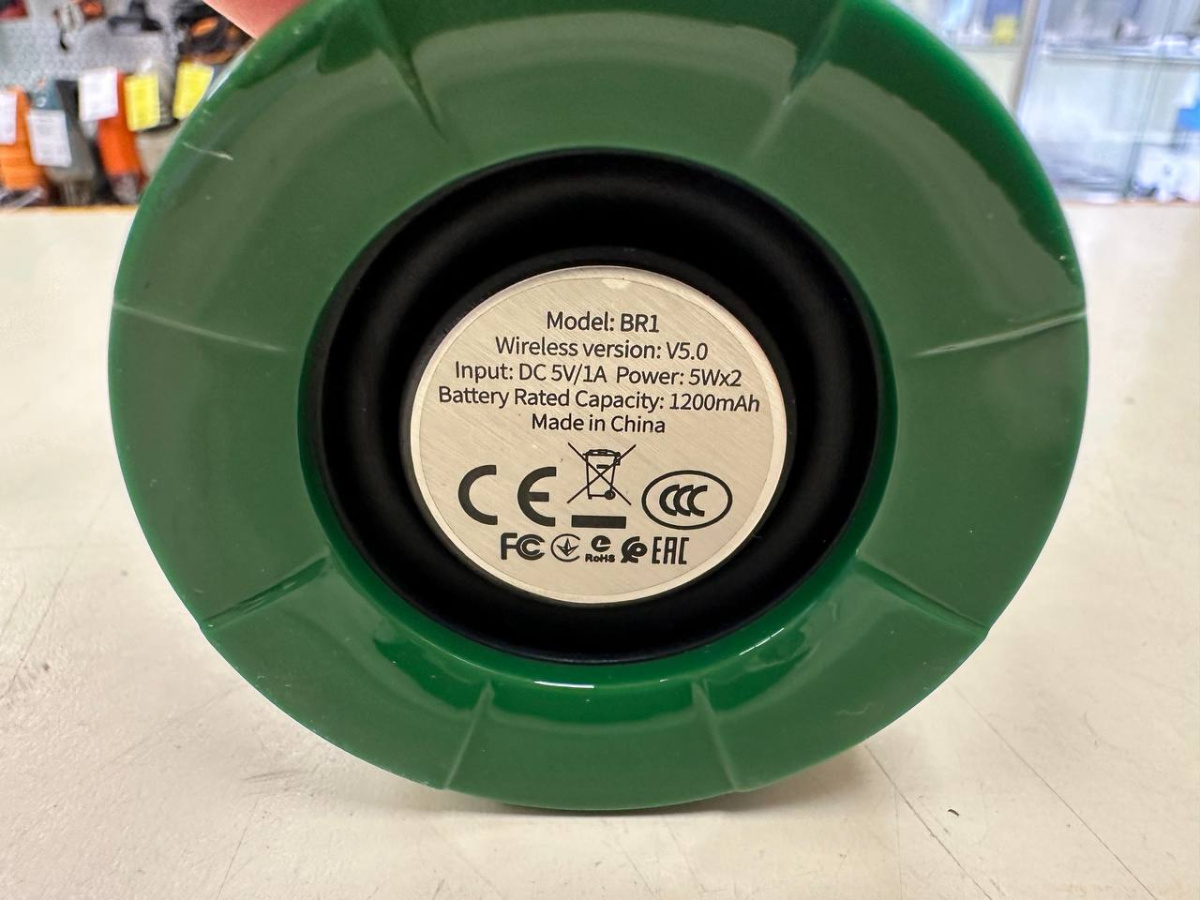 Model: BR1
Wireless version: V5.0
Input: DC 5V/1A Power: 5Wx2
Battery Rated Capacity: 1200mAh
Made in China
CE CCC
FC RoHS EAC